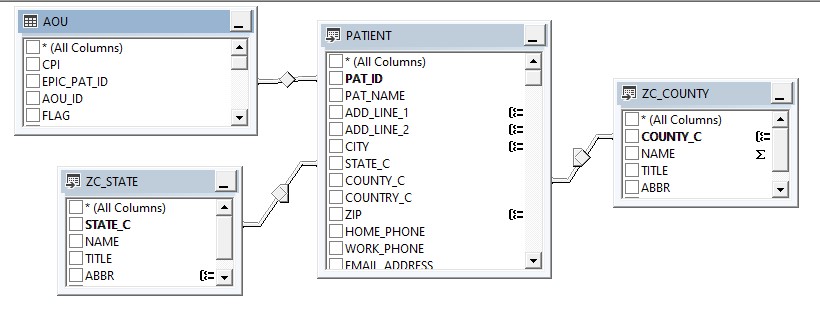 AOU
* (All Columns)
CPI
EPIC_PAT_ID
AOU_ID
FLAG
PATIENT
* (All Columns)
PAT_ID
PAT_NAME
ADD_LINE_1
ADD_LINE_2
CITY
STATE_C
COUNTY_C
COUNTRY_C
ZIP
HOME_PHONE
WORK_PHONE
EMAIL_ADDRESS
ZC_COUNTY
* (All Columns)
COUNTY_C
NAME Σ
TITLE
ABBR
ZC_STATE
* (All Columns)
STATE_C
NAME
TITLE
ABBR